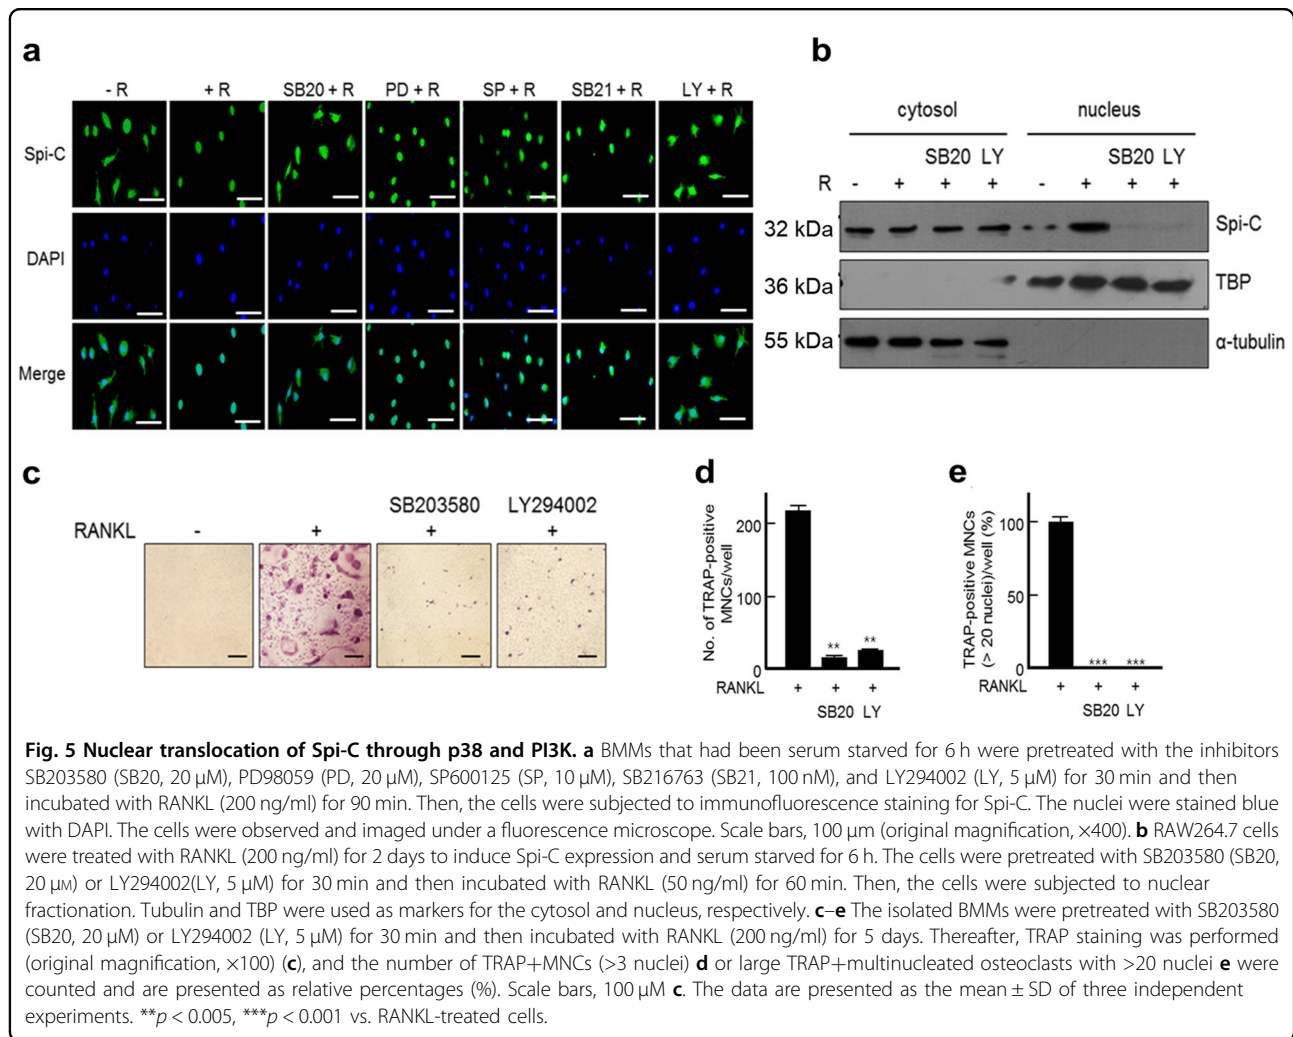 a
- R + R SB20 + R PD + R SP + R SB21 + R LY + R
Spi-C
DAPI
Merge
b
cytosol nucleus
SB20 LY SB20 LY
R - + + + - + + +
32 kDa Spi-C
36 kDa TBP
55 kDa α-tubulin
c
SB203580 LY294002
RANKL - + + +
d
No. of TRAP-positive
MNCs/well
200
100
0
** **
RANKL + + +
SB20 LY
e
TRAP-positive MNCs
(> 20 nuclei)/well (%)
100
50
0
*** ***
RANKL + + +
SB20 LY
Fig. 5 Nuclear translocation of Spi-C through p38 and PI3K. a BMMs that had been serum starved for 6 h were pretreated with the inhibitors
SB203580 (SB20, 20 µM), PD98059 (PD, 20 µM), SP600125 (SP, 10 µM), SB216763 (SB21, 100 nM), and LY294002 (LY, 5 µM) for 30 min and then
incubated with RANKL (200 ng/ml) for 90 min. Then, the cells were subjected to immunofluorescence staining for Spi-C. The nuclei were stained blue
with DAPI. The cells were observed and imaged under a fluorescence microscope. Scale bars, 100 µm (original magnification, ×400). b RAW264.7 cells
were treated with RANKL (200 ng/ml) for 2 days to induce Spi-C expression and serum starved for 6 h. The cells were pretreated with SB203580 (SB20,
20 µM) or LY294002(LY, 5 µM) for 30 min and then incubated with RANKL (50 ng/ml) for 60 min. Then, the cells were subjected to nuclear
fractionation. Tubulin and TBP were used as markers for the cytosol and nucleus, respectively. c–e The isolated BMMs were pretreated with SB203580
(SB20, 20 µM) or LY294002 (LY, 5 µM) for 30 min and then incubated with RANKL (200 ng/ml) for 5 days. Thereafter, TRAP staining was performed
(original magnification, ×100) (c), and the number of TRAP+MNCs (>3 nuclei) d or large TRAP+multinucleated osteoclasts with >20 nuclei e were
counted and are presented as relative percentages (%). Scale bars, 100 µM c. The data are presented as the mean ± SD of three independent
experiments. **p < 0.005, ***p < 0.001 vs. RANKL-treated cells.